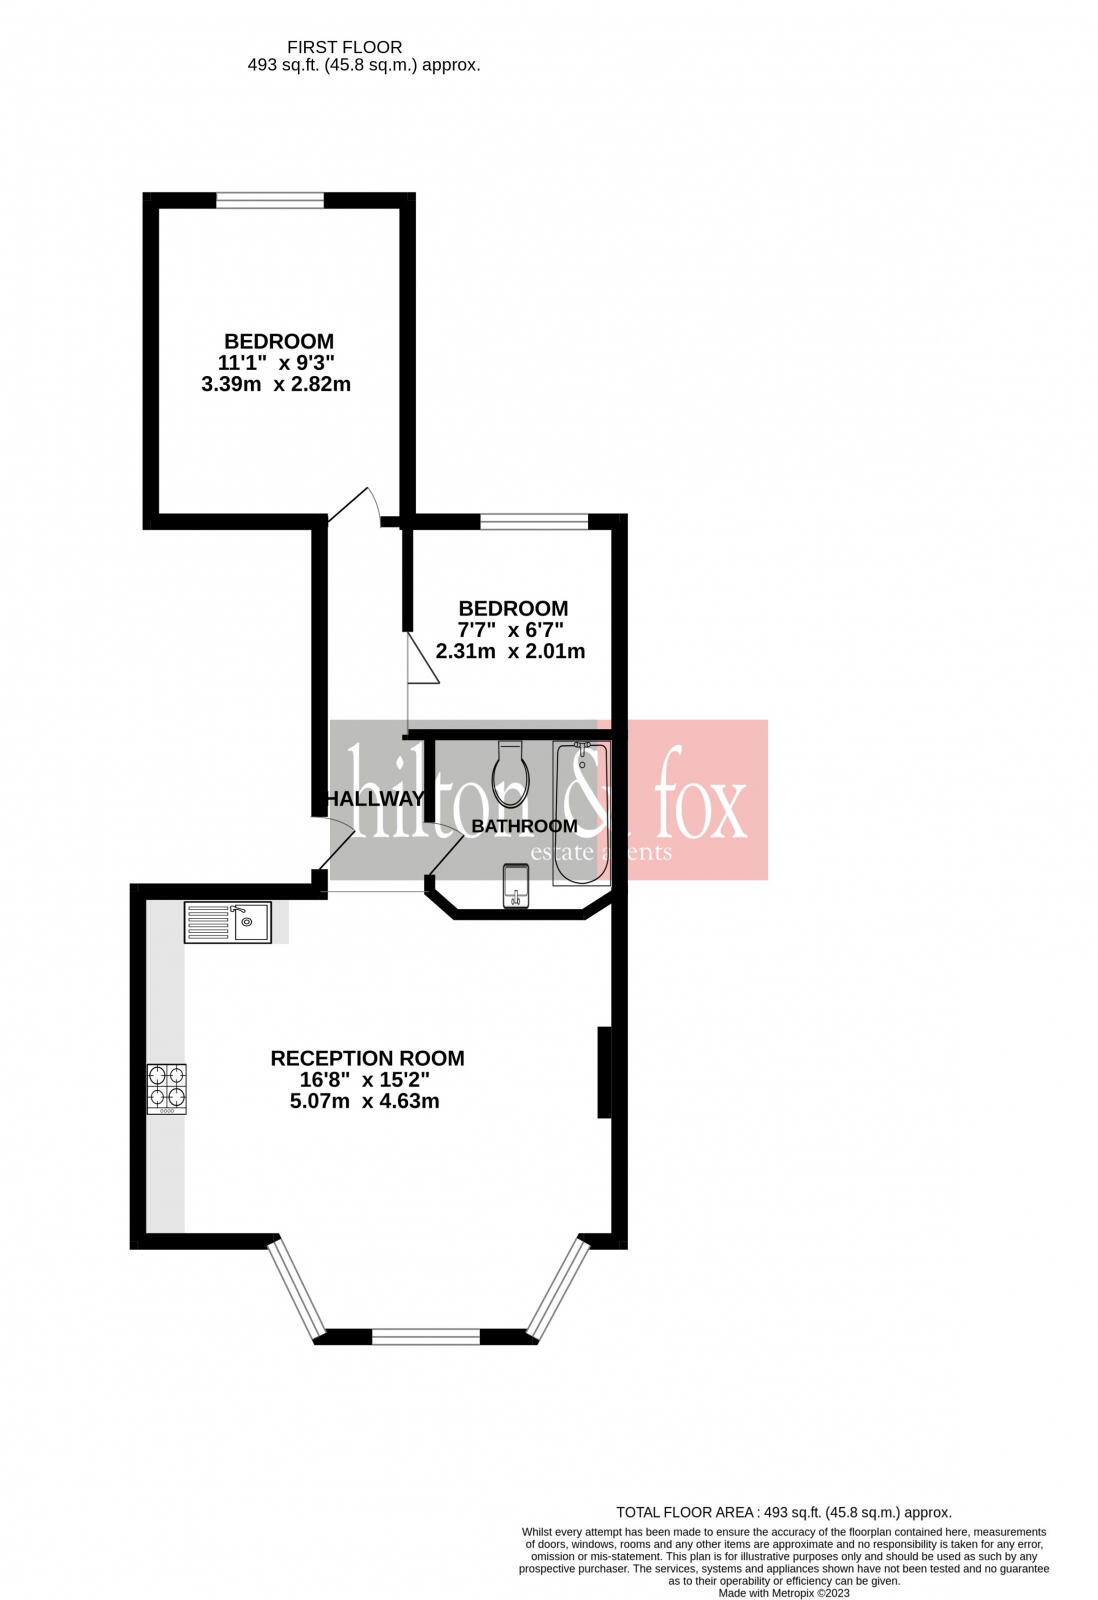 FIRST FLOOR
493 sq.ft. (45.8 sq.m.) approx.
BEDROOM
11'1" x 9'3"
3.39m x 2.82m
BEDROOM
7'7" x 6'7"
2.31m x 2.01m
hilton & fox
HALLWAY
BATHROOM
estate agents
RECEPTION ROOM
16'8" x 15'2"
5.07m x 4.63m
TOTAL FLOOR AREA : 493 sq.ft. (45.8 sq.m.) approx.
Whilst every attempt has been made to ensure the accuracy of the floorplan contained here, measurements
of doors, windows, rooms and any other items are approximate and no responsibility is taken for any error,
omission or mis-statement. This plan is for illustrative purposes only and should be used as such by any
prospective purchaser. The services, systems and appliances shown have not been tested and no guarantee
as to their operability or efficiency can be given.
Made with Metropix ©2023